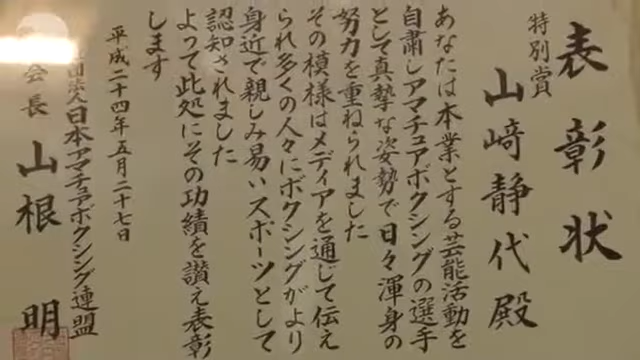 表彰状
特別賞
山﨑静代殿
あなたは本業とする芸能活動を
自粛しアマチュアボクシングの選手
として真摯な姿勢で日々渾身の
努力を重ねられました
その模様はメディアを通じて伝え
られ多くの人々にボクシングがより
身近で親しみ易いスポーツとして
認知されました
よって此処にその功績を讃え表彰
します
平成二十四年五月二十七日
団法人日本アマチュアボクシング連盟
会長 山根 明